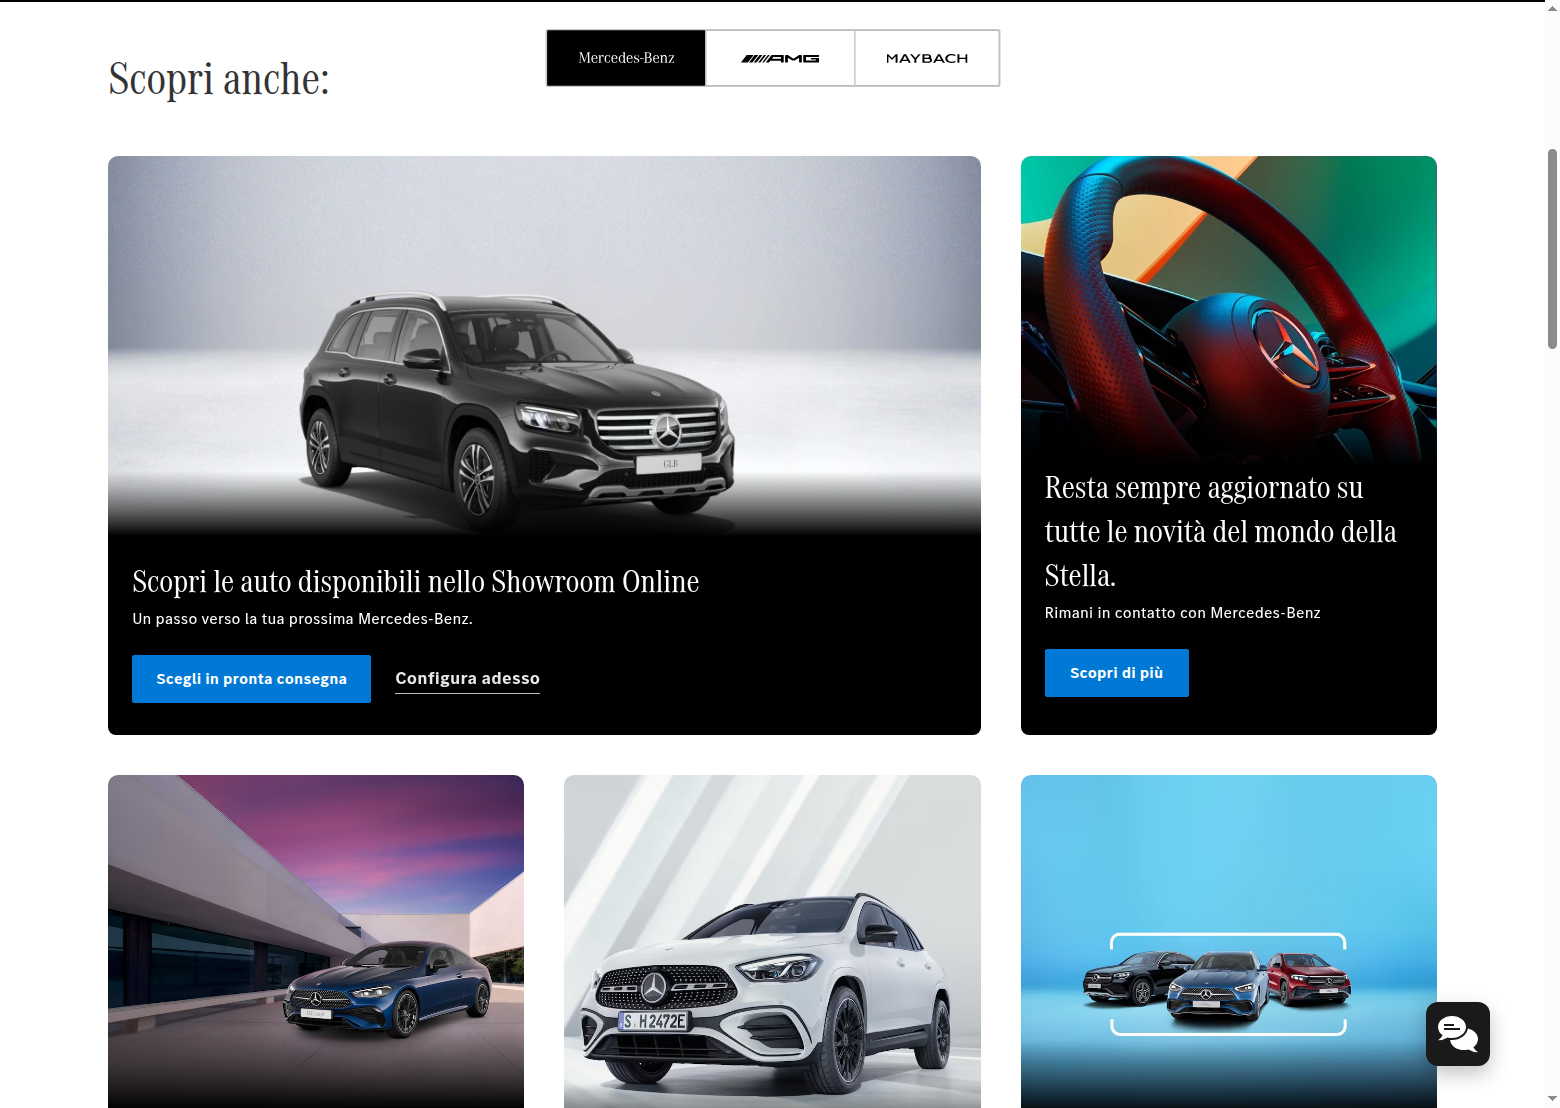 Scopri anche:
Mercedes-Benz
AMG
MAYBACH
GLB
Scopri le auto disponibili nello Showroom Online
Un passo verso la tua prossima Mercedes-Benz.
Scegli in pronta consegna
Configura adesso
Resta sempre aggiornato su
tutte le novità del mondo della
Stella.
Rimani in contatto con Mercedes-Benz
Scopri di più
S H 2472E